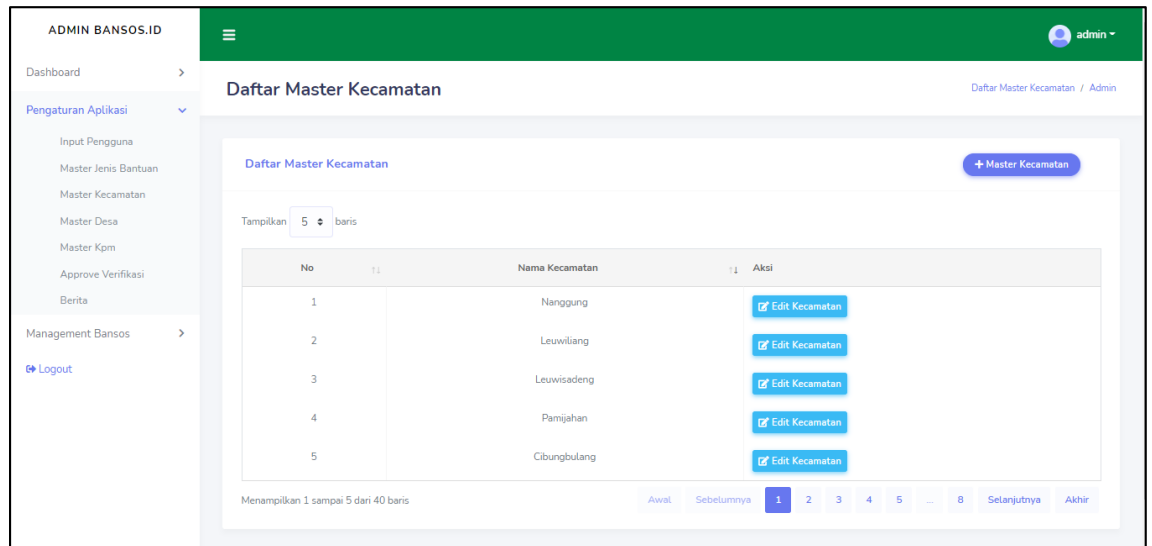 ADMIN BANSOS.ID
admin
Dashboard
Pengaturan Aplikasi
Input Pengguna
Master Jenis Bantuan
Master Kecamatan
Master Desa
Master Kpm
Approve Verifikasi
Berita
Management Bansos
Logout
Daftar Master Kecamatan
Daftar Master Kecamatan / Admin
Daftar Master Kecamatan
+ Master Kecamatan
Tampilkan 5 baris
No Nama Kecamatan Aksi
1 Nanggung Edit Kecamatan
2 Leuwiliang Edit Kecamatan
3 Leuwisadeng Edit Kecamatan
4 Pamijahan Edit Kecamatan
5 Cibungbulang Edit Kecamatan
Menampilkan 1 sampai 5 dari 40 baris
Awal Sebelumnya 1 2 3 4 5 ... 8 Selanjutnya Akhir